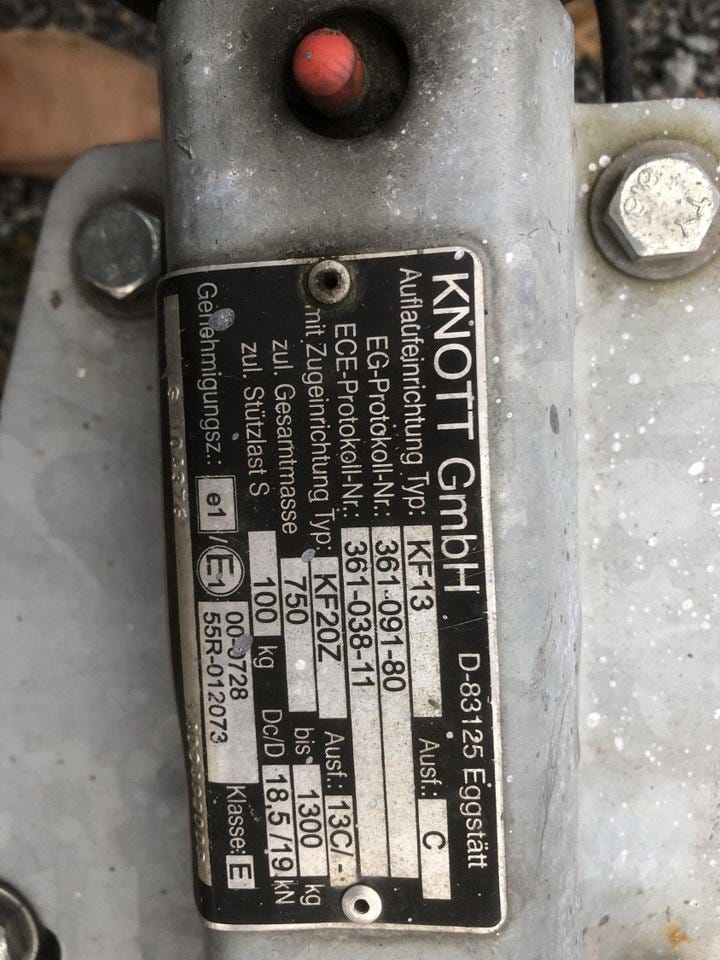 KNOTT GmbH D-83125 Eggstätt
Auflaufeinrichtung Typ: KF13 Ausf.: C
EG-Protokoll-Nr.: 361-091-80
ECE-Protokoll-Nr.: 361-038-11
mit Zugeinrichtung Typ: KF20Z Ausf.: 13C/-
zul. Gesamtmasse 750 bis 1300 kg
zul. Stützlast S 100 kg Dc/D 18.5/19 kN
Genehmigungsz.: e1 / E1 00-0728 Klasse: E
55R-012073